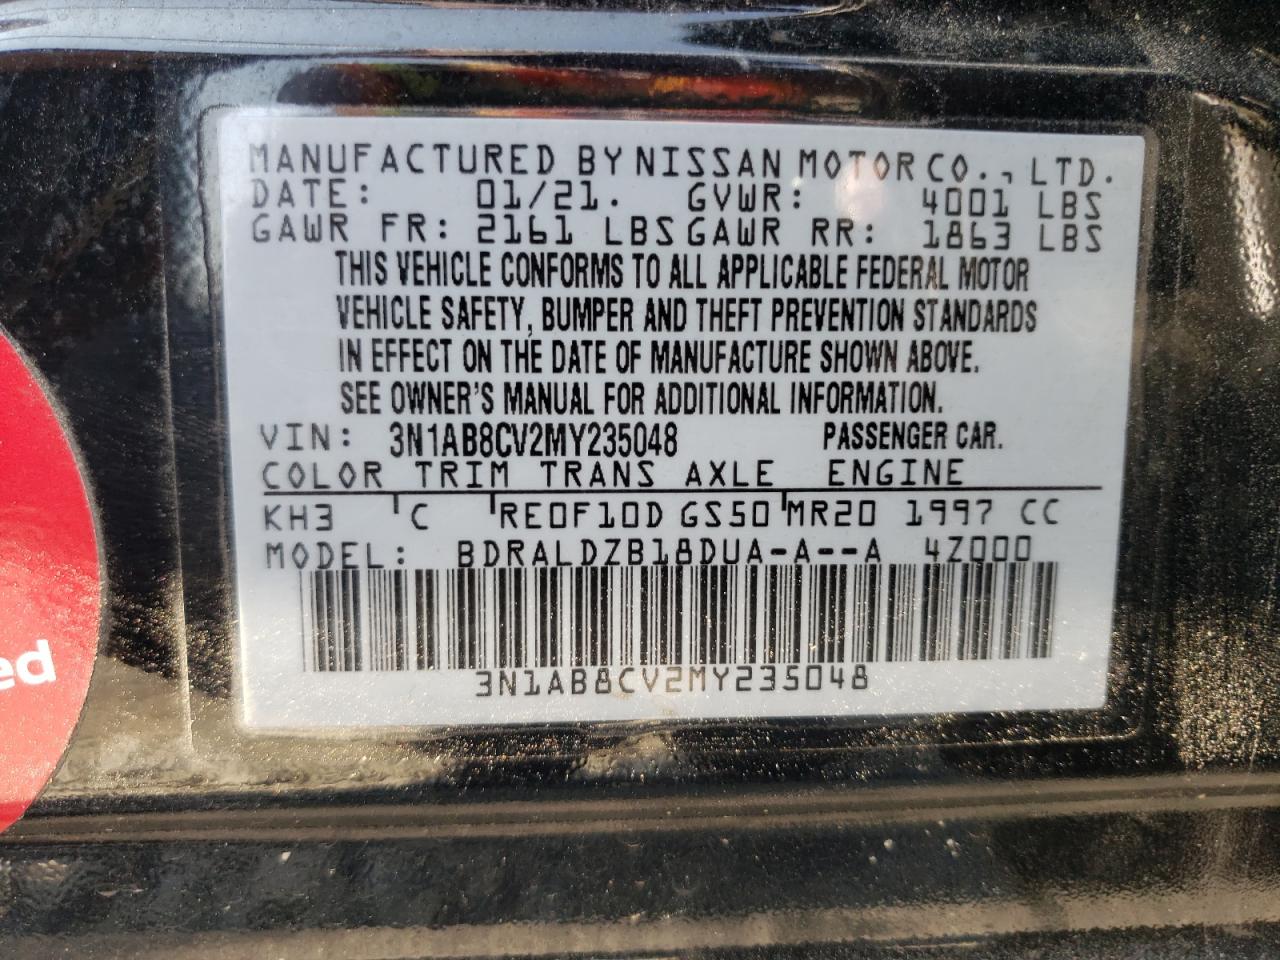 MANUFACTURED BY NISSAN MOTOR CO., LTD.
DATE: 01/21. GVWR: 4001 LBS
GAWR FR: 2161 LBS GAWR RR: 1863 LBS
THIS VEHICLE CONFORMS TO ALL APPLICABLE FEDERAL MOTOR
VEHICLE SAFETY, BUMPER AND THEFT PREVENTION STANDARDS
IN EFFECT ON THE DATE OF MANUFACTURE SHOWN ABOVE.
SEE OWNER'S MANUAL FOR ADDITIONAL INFORMATION.
VIN: 3N1AB8CV2MY235048 PASSENGER CAR.
COLOR TRIM TRANS AXLE ENGINE
KH3 C RE0F10D GS50 MR20 1997 CC
MODEL: BDRALDZB18DUA-A--A 4Z000
3N1AB8CV2MY235048